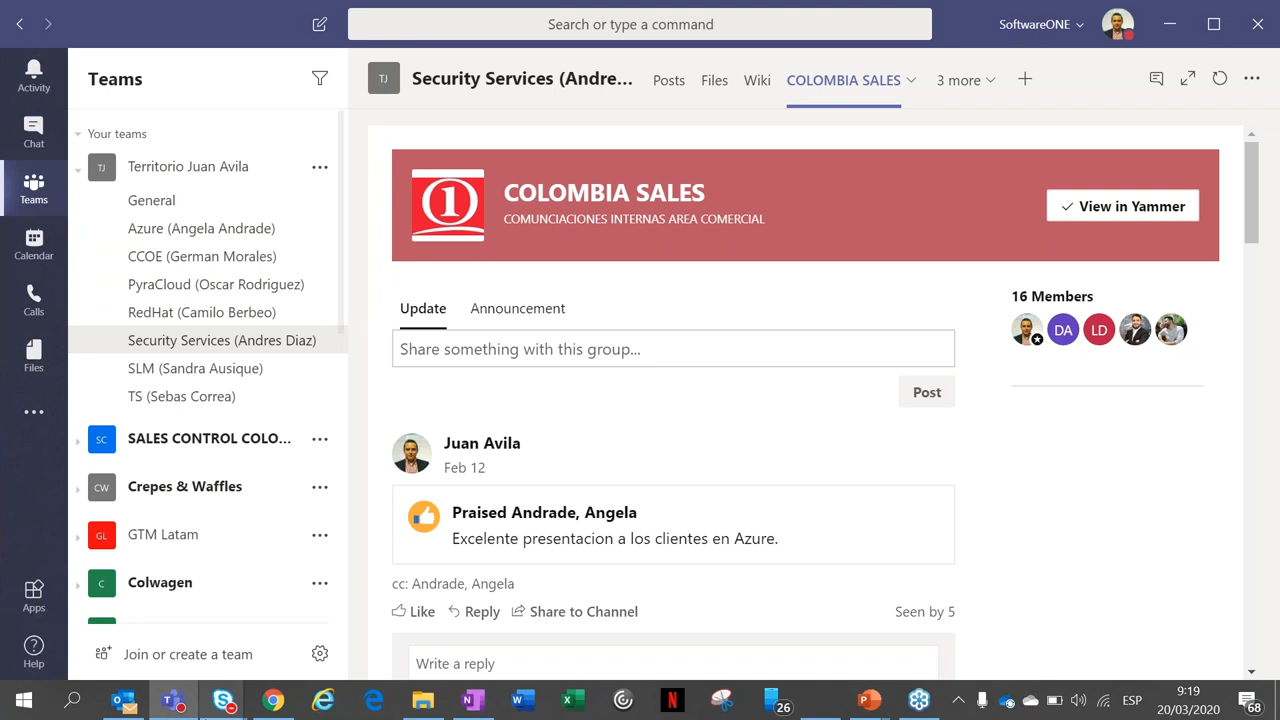 Search or type a command
SoftwareONE
Activity
Chat
Teams
Calendar
Calls
Files
Apps
Help
Teams
Your teams
TJ
Territorio Juan Avila
General
Azure (Angela Andrade)
CCOE (German Morales)
PyraCloud (Oscar Rodriguez)
RedHat (Camilo Berbeo)
Security Services (Andres Diaz)
SLM (Sandra Ausique)
TS (Sebas Correa)
SC
SALES CONTROL COLO...
CW
Crepes & Waffles
GL
GTM Latam
C
Colwagen
Join or create a team
TJ
Security Services (Andre...
Posts
Files
Wiki
COLOMBIA SALES
3 more
1
COLOMBIA SALES
COMUNCIACIONES INTERNAS AREA COMERCIAL
View in Yammer
Update
Announcement
Share something with this group...
Post
16 Members
DA
LD
Juan Avila
Feb 12
Praised Andrade, Angela
Excelente presentacion a los clientes en Azure.
cc: Andrade, Angela
Like
Reply
Share to Channel
Seen by 5
Write a reply
26
ESP
9:19
20/03/2020
68